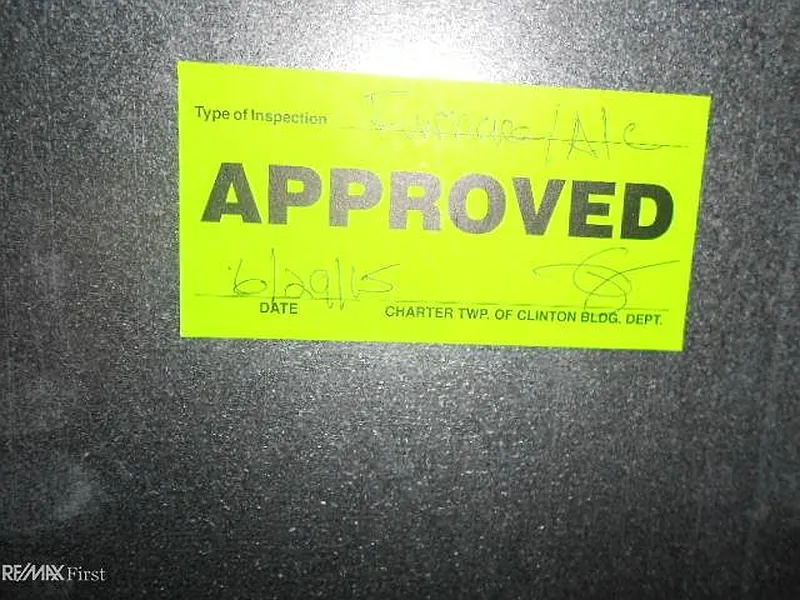 Type of Inspection Furnace/A/C
APPROVED
6/29/15
DATE CHARTER TWP. OF CLINTON BLDG. DEPT.
RE/MAX First